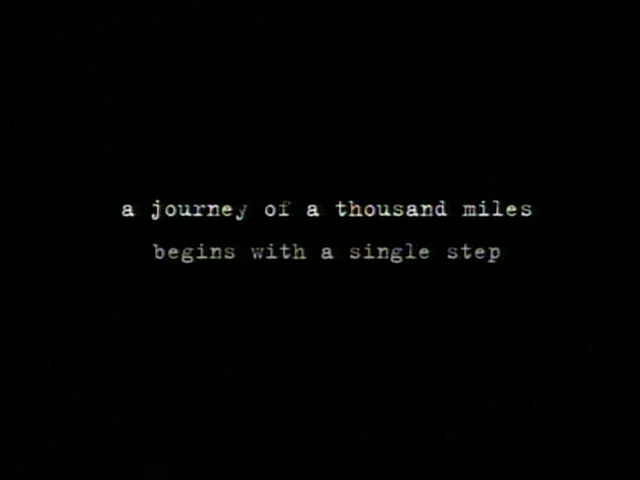 a journey of a thousand miles
begins with a single step